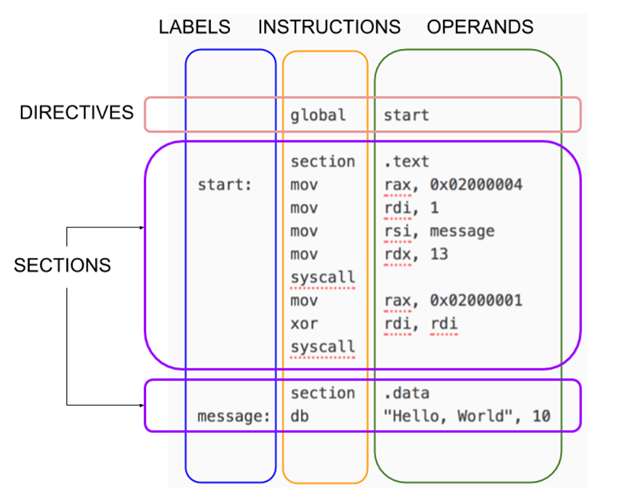 LABELS INSTRUCTIONS OPERANDS
DIRECTIVES global start
section .text
start: mov rax, 0x02000004
mov rdi, 1
mov rsi, message
mov rdx, 13
syscall
SECTIONS
mov rax, 0x02000001
xor rdi, rdi
syscall
section .data
message: db "Hello, World", 10